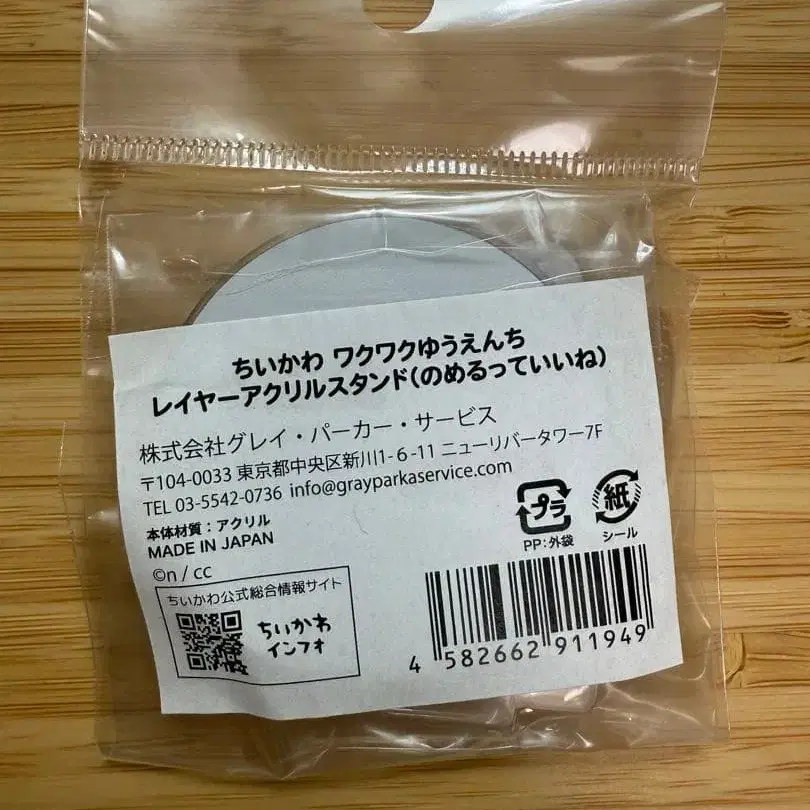 ちいかわ ワクワクゆうえんち
レイヤーアクリルスタンド(のめるっていいね)
株式会社グレイ・パーカー・サービス
〒104-0033 東京都中央区新川1-6-11 ニューリバータワー7F
TEL 03-5542-0736 info@grayparkaservice.com
本体材質：アクリル
MADE IN JAPAN
©n / cc
プラ
PP：外袋
紙
シール
ちいかわ公式総合情報サイト
ちいかわ
インフォ
4 582662 911949